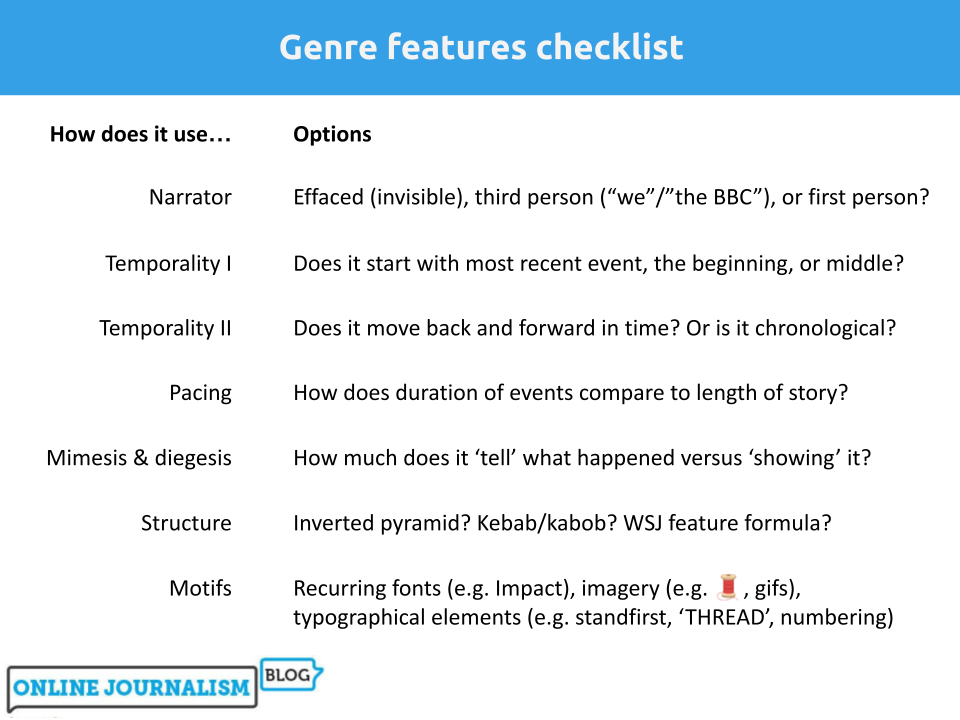 Genre features checklist
How does it use… Options
Narrator Effaced (invisible), third person (“we”/”the BBC”), or first person?
Temporality I Does it start with most recent event, the beginning, or middle?
Temporality II Does it move back and forward in time? Or is it chronological?
Pacing How does duration of events compare to length of story?
Mimesis & diegesis How much does it ‘tell’ what happened versus ‘showing’ it?
Structure Inverted pyramid? Kebab/kabob? WSJ feature formula?
Motifs Recurring fonts (e.g. Impact), imagery (e.g. 🧵, gifs),
typographical elements (e.g. standfirst, ‘THREAD’, numbering)
ONLINE JOURNALISM BLOG